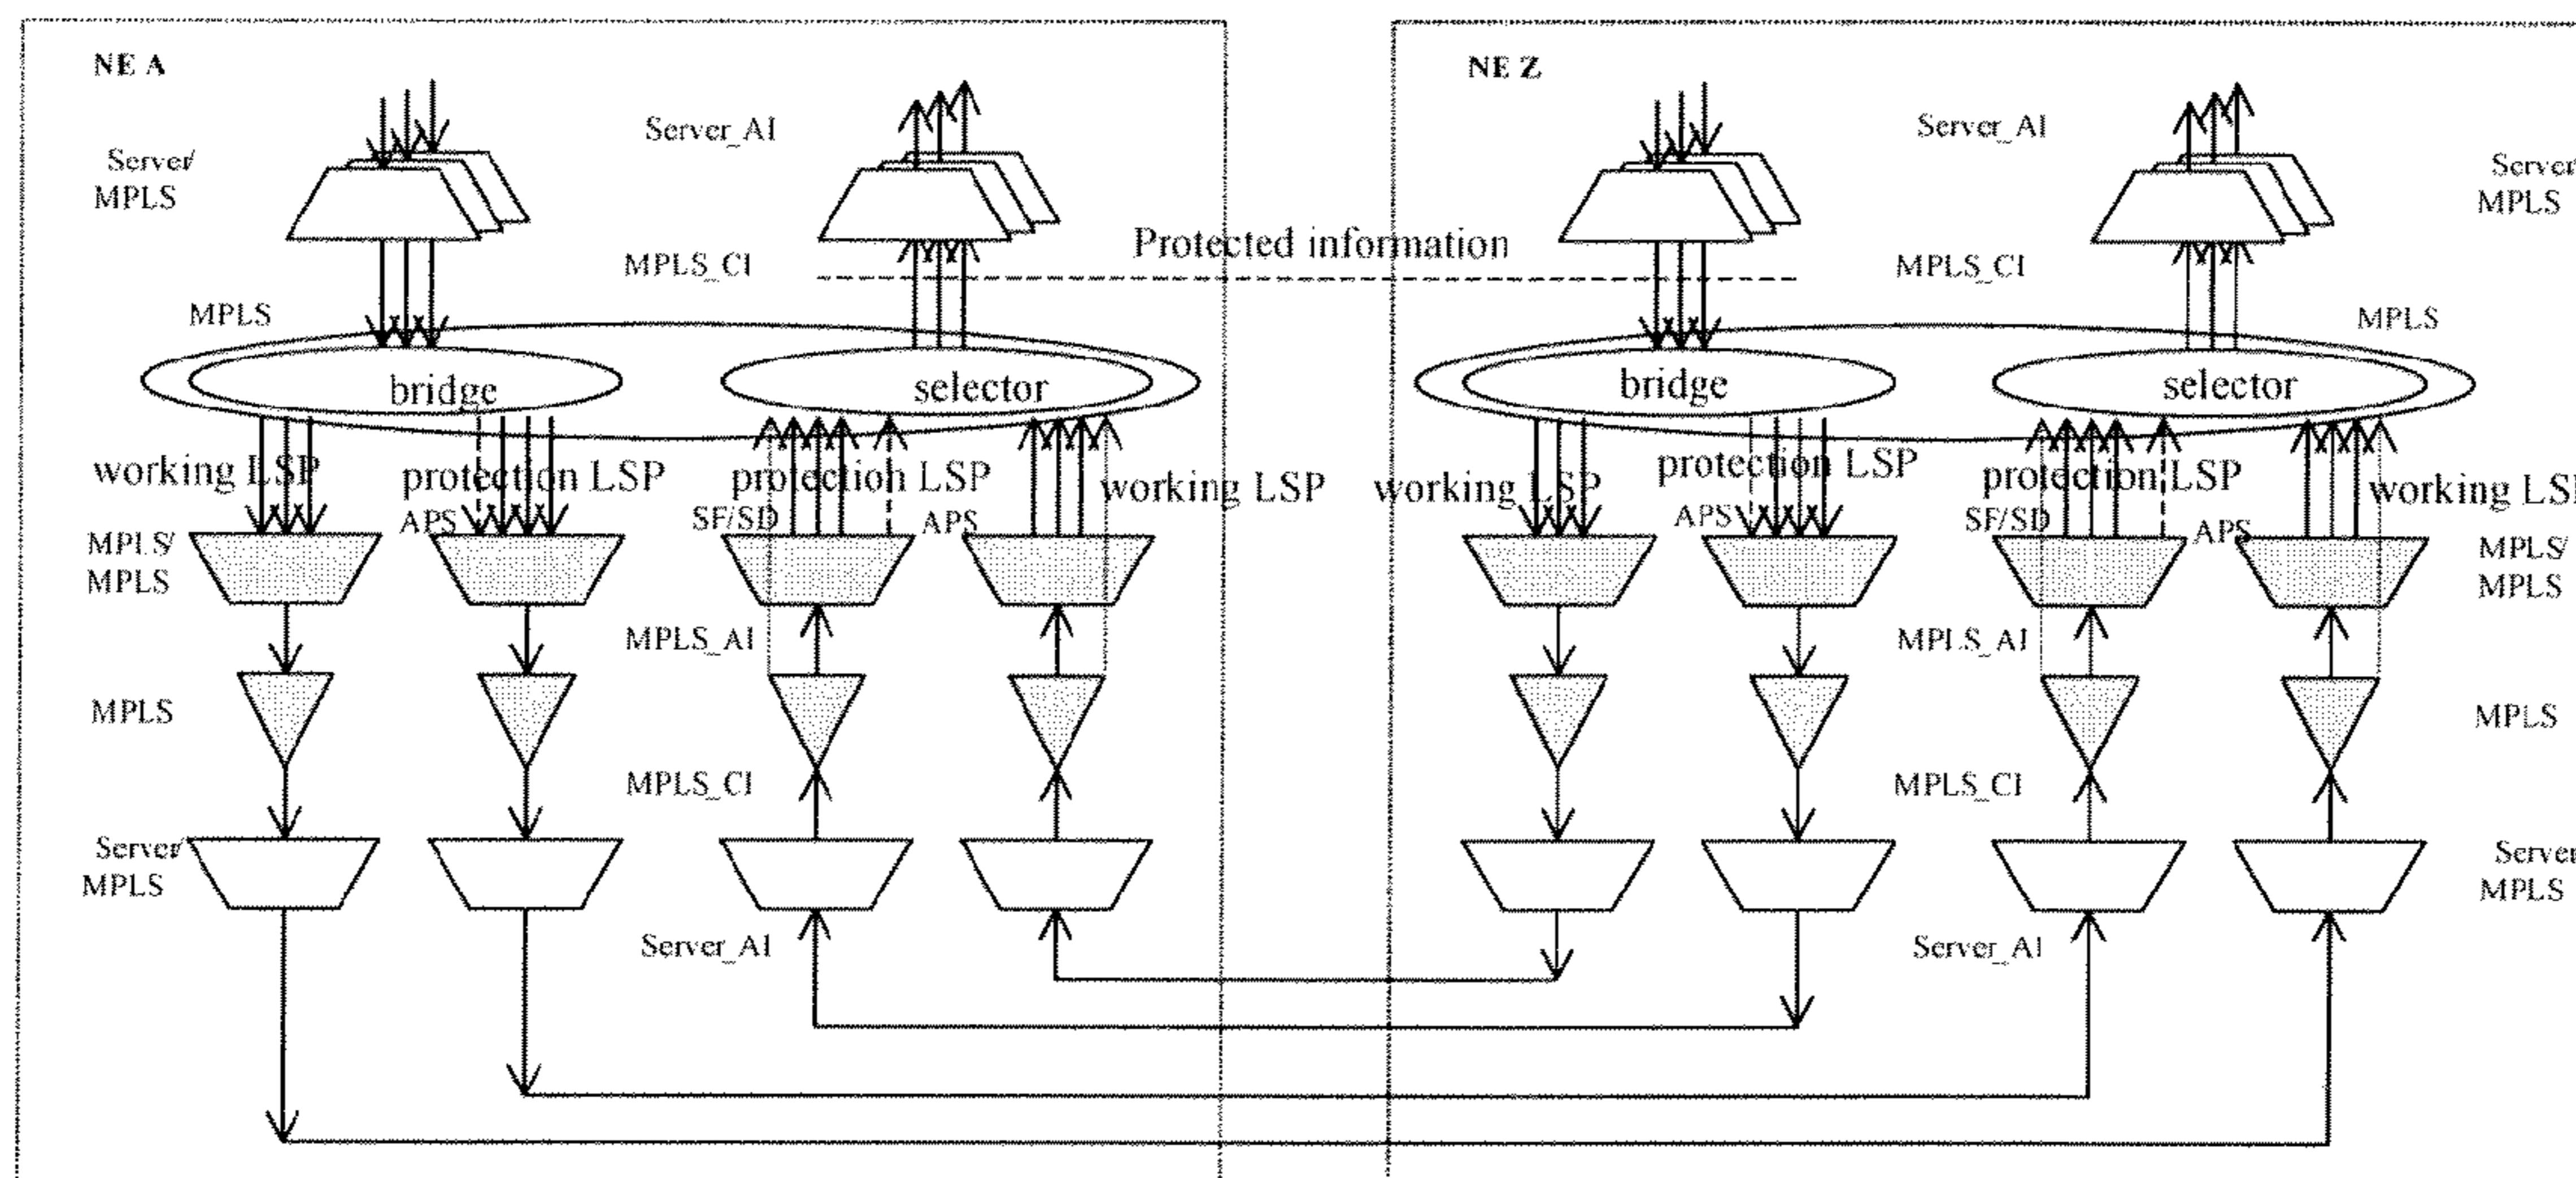 NE A
Server_AI
Server/
MPLS
MPLS_CI
MPLS
bridge
selector
working LSP
protection LSP
protection LSP
working LSP
APS
SF/SD
APS
MPLS/
MPLS
MPLS_AI
MPLS
MPLS_CI
Server/
MPLS
Server_AI
Protected information
NE Z
Server_AI
Server/
MPLS
MPLS_CI
MPLS
bridge
selector
working LSP
protection LSP
protection LSP
working LSP
APS
SF/SD
APS
MPLS/
MPLS
MPLS_AI
MPLS
MPLS_CI
Server
MPLS
Server_AI